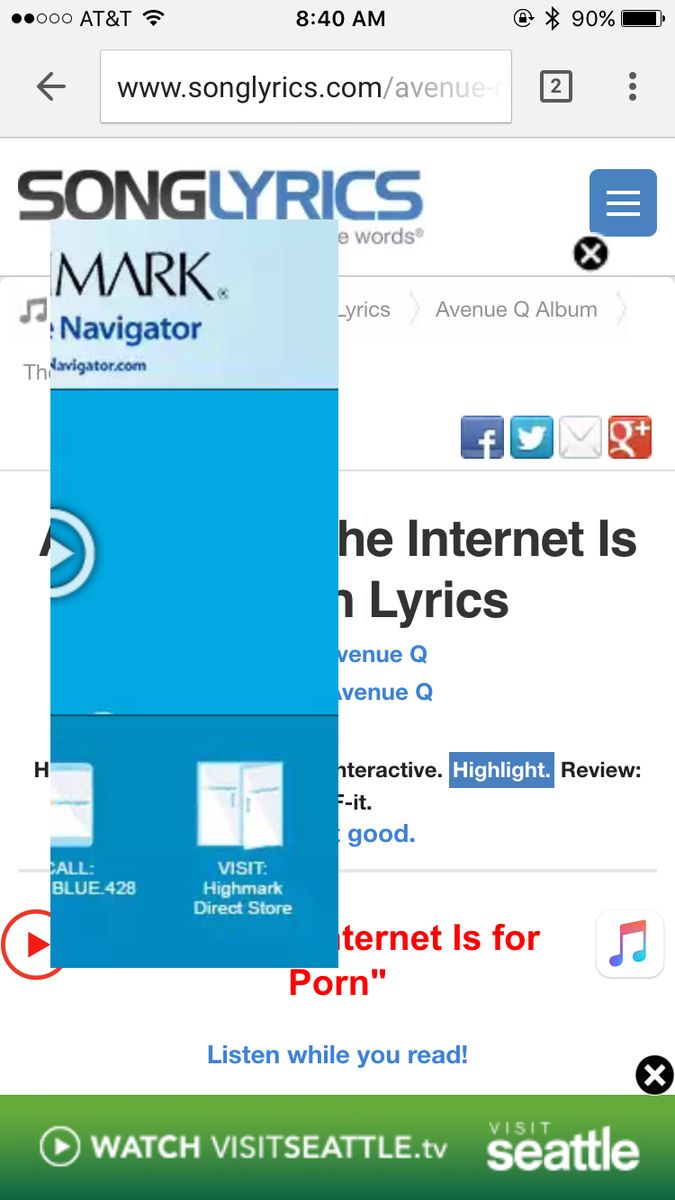 AT&T 8:40 AM 90%
www.songlyrics.com/avenue- 2
SONGLYRICS
e words®
MARK®
Navigator
Navigator.com
Lyrics Avenue Q Album
Th
f g+
he Internet Is
n Lyrics
venue Q
Avenue Q
H nteractive. Highlight. Review:
F-it.
t good.
CALL:
BLUE.428
VISIT:
Highmark
Direct Store
nternet Is for
Porn"
Listen while you read!
WATCH VISITSEATTLE.tv
VISIT
seattle